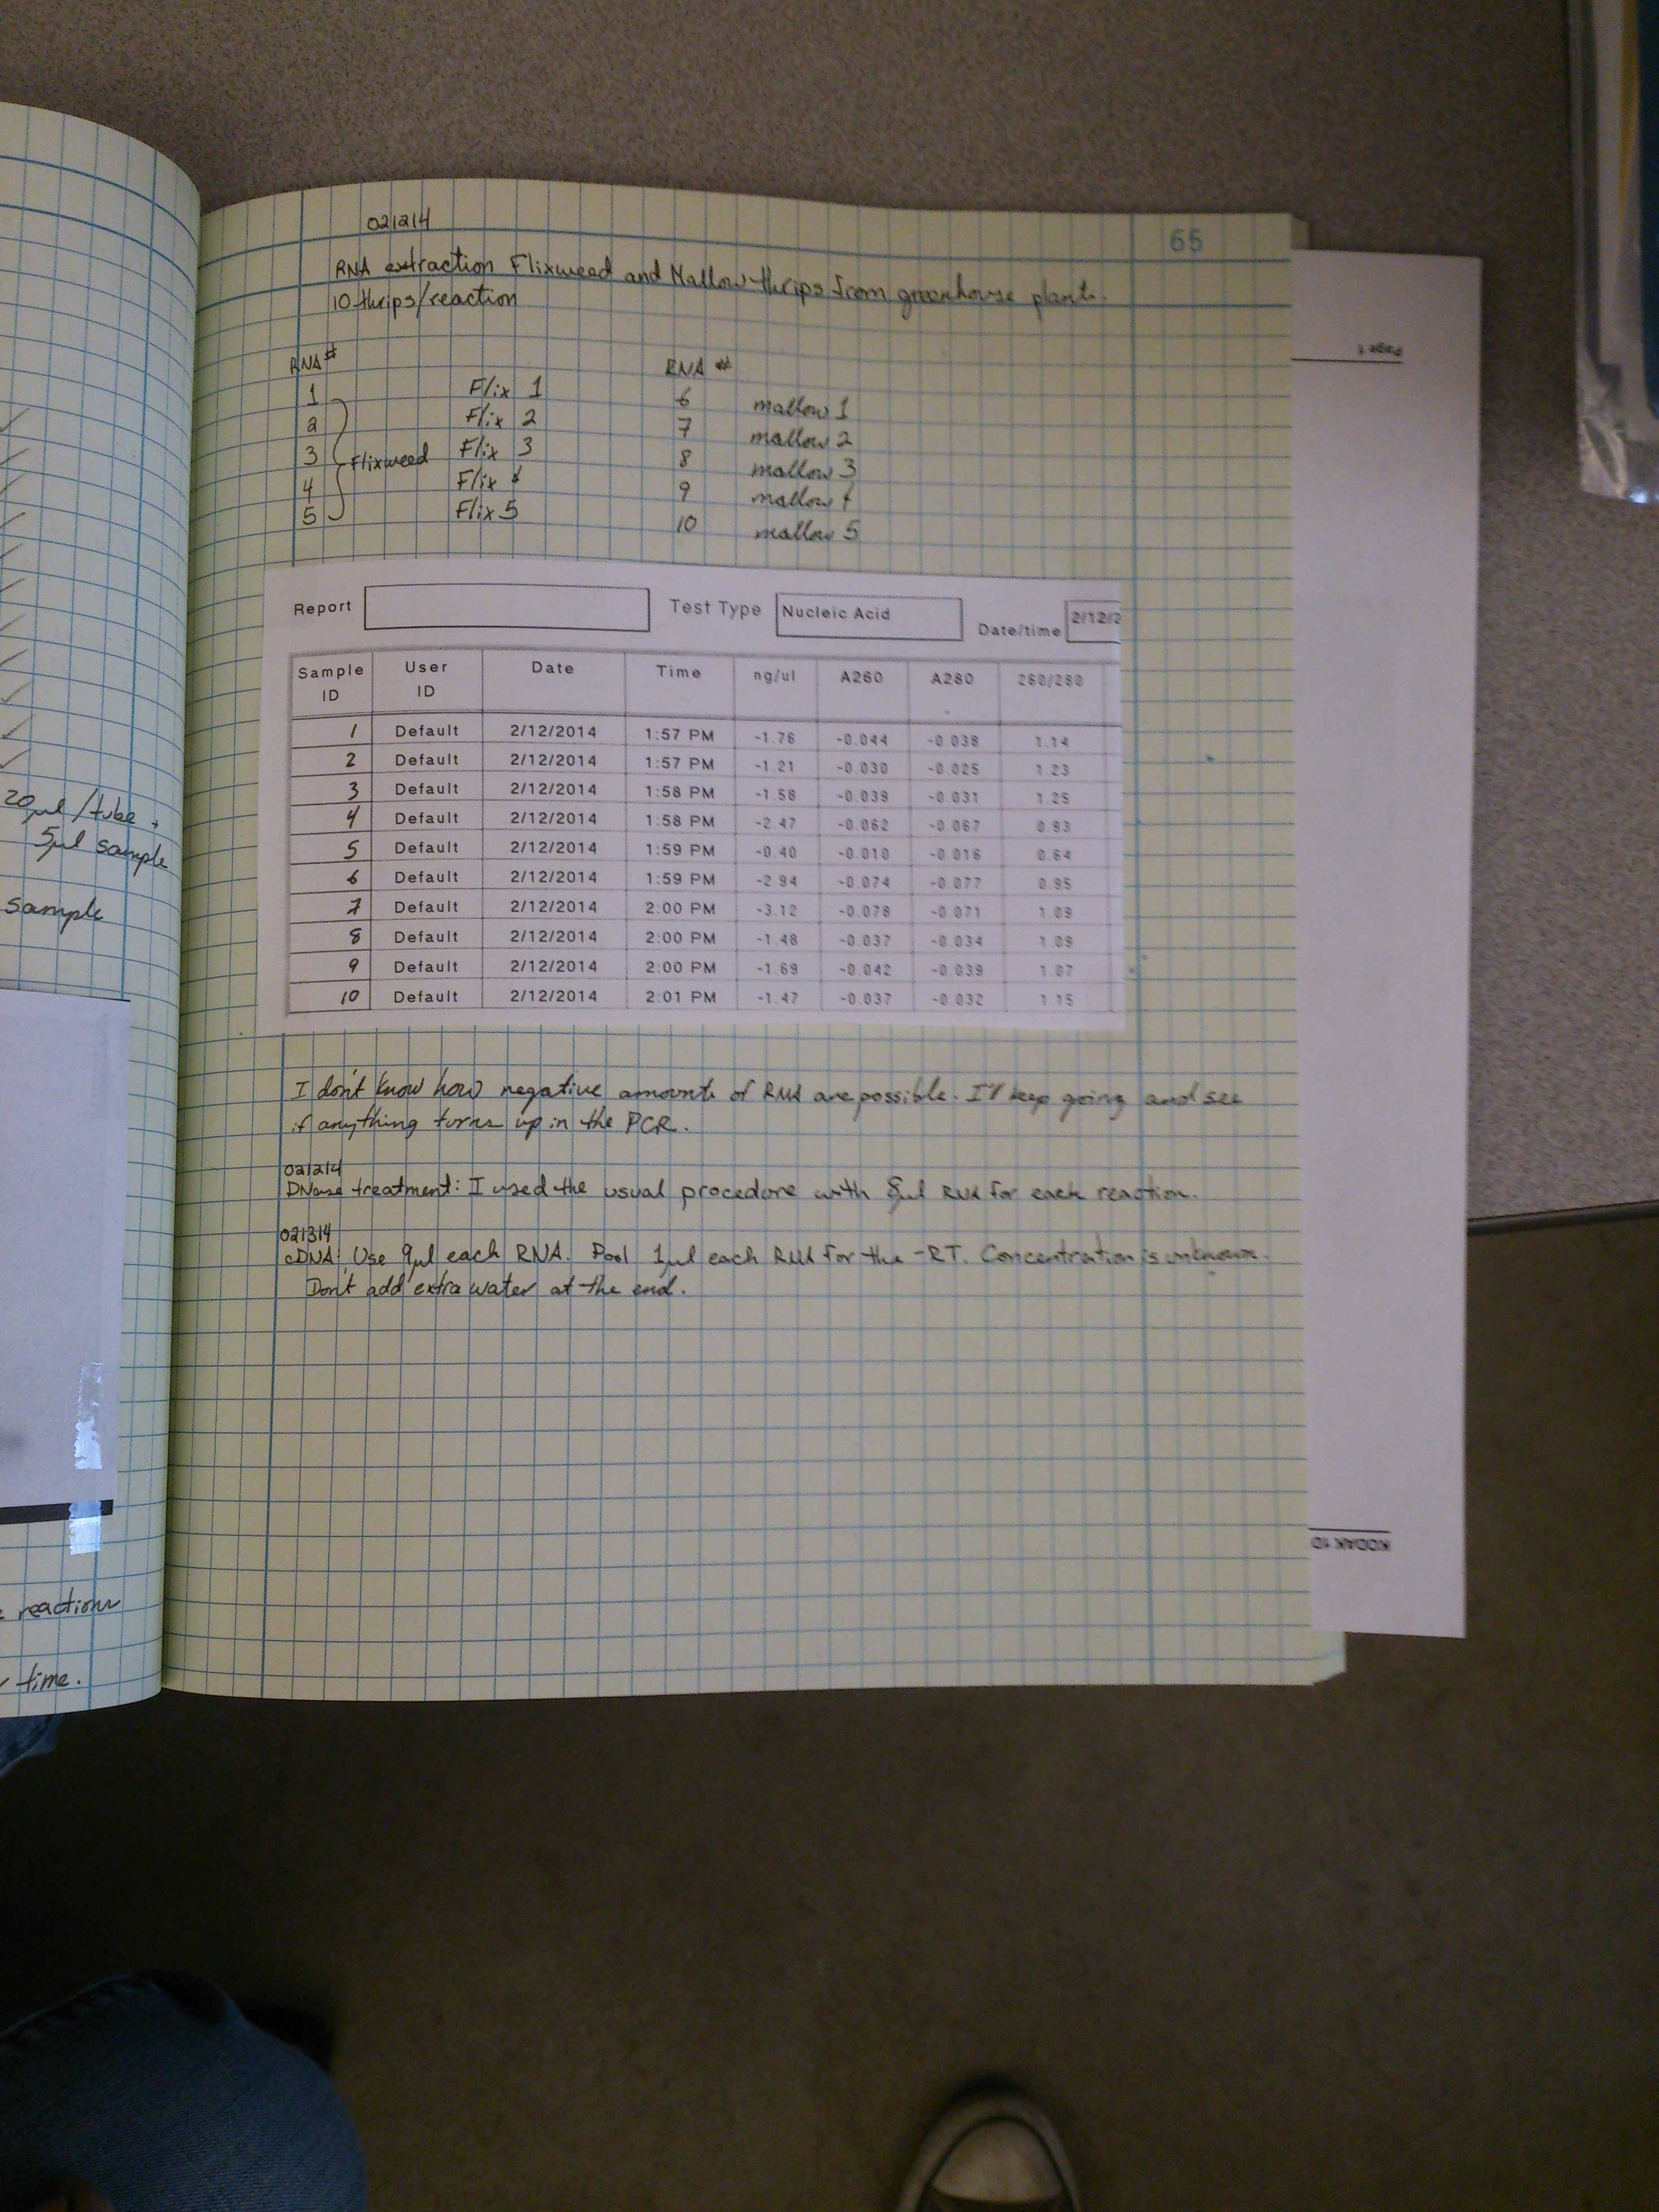 20µl/tube +
5µl sample
sample
reactions
time.
021214
65
RNA extraction Flixweed and Mallow thrips from greenhouse plants.
10 thrips/reaction
RNA# RNA #
1 Flix 1 6 mallow 1
2 Flix 2 7 mallow 2
3 Flixweed Flix 3 8 mallow 3
4 Flix 4 9 mallow 4
5 Flix 5 10 mallow 5
Report Test Type Nucleic Acid Date/time 2/12/2
Sample ID User ID Date Time ng/ul A260 A280 260/280
1 Default 2/12/2014 1:57 PM -1.76 -0.044 -0.038 1.14
2 Default 2/12/2014 1:57 PM -1.21 -0.030 -0.025 1.23
3 Default 2/12/2014 1:58 PM -1.58 -0.039 -0.031 1.25
4 Default 2/12/2014 1:58 PM -2.47 -0.062 -0.067 0.93
5 Default 2/12/2014 1:59 PM -0.40 -0.010 -0.016 0.64
6 Default 2/12/2014 1:59 PM -2.94 -0.074 -0.077 0.95
7 Default 2/12/2014 2:00 PM -3.12 -0.078 -0.071 1.09
8 Default 2/12/2014 2:00 PM -1.48 -0.037 -0.034 1.09
9 Default 2/12/2014 2:00 PM -1.69 -0.042 -0.039 1.07
10 Default 2/12/2014 2:01 PM -1.47 -0.037 -0.032 1.15
I don't know how negative amounts of RNA are possible. I'll keep going and see
if anything turns up in the PCR.
021214
DNase treatment: I used the usual procedure with RNA for each reaction.
021314
cDNA: Use 9µl each RNA. Pool 1µl each RNA for the -RT. Concentration is unknown.
Don't add extra water at the end.
Page 1
KODAK 1D